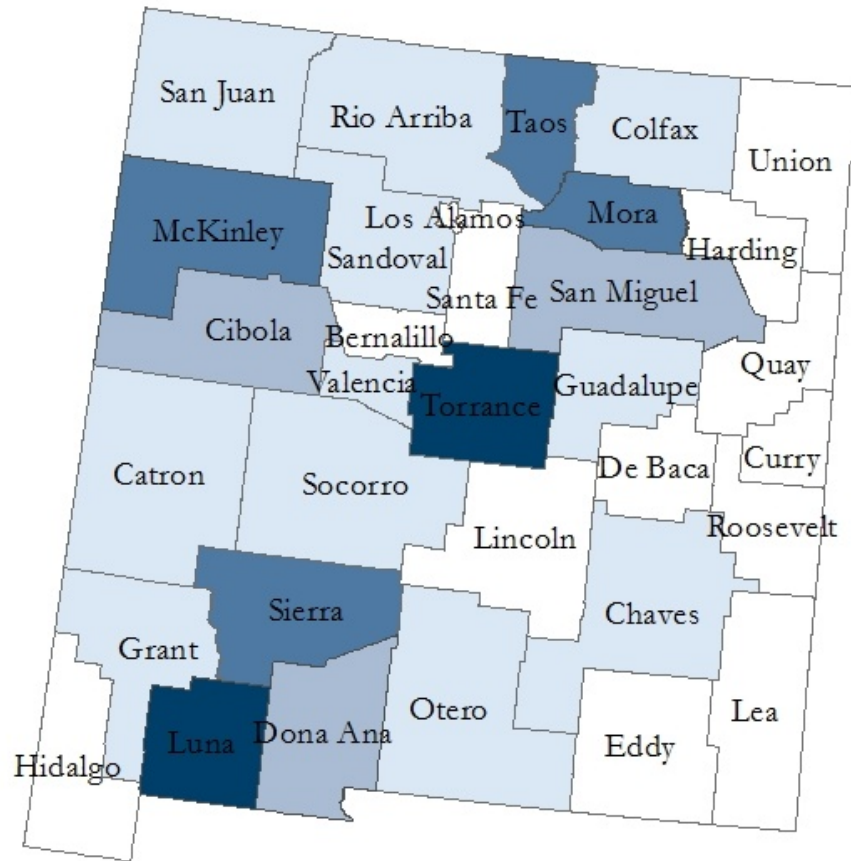 San Juan
Rio Arriba
Taos
Colfax
Union
McKinley
Los Alamos
Mora
Harding
Sandoval
Santa Fe
San Miguel
Cibola
Bernalillo
Valencia
Torrance
Guadalupe
Quay
Catron
Socorro
De Baca
Curry
Lincoln
Roosevelt
Sierra
Chaves
Grant
Otero
Lea
Luna
Dona Ana
Eddy
Hidalgo